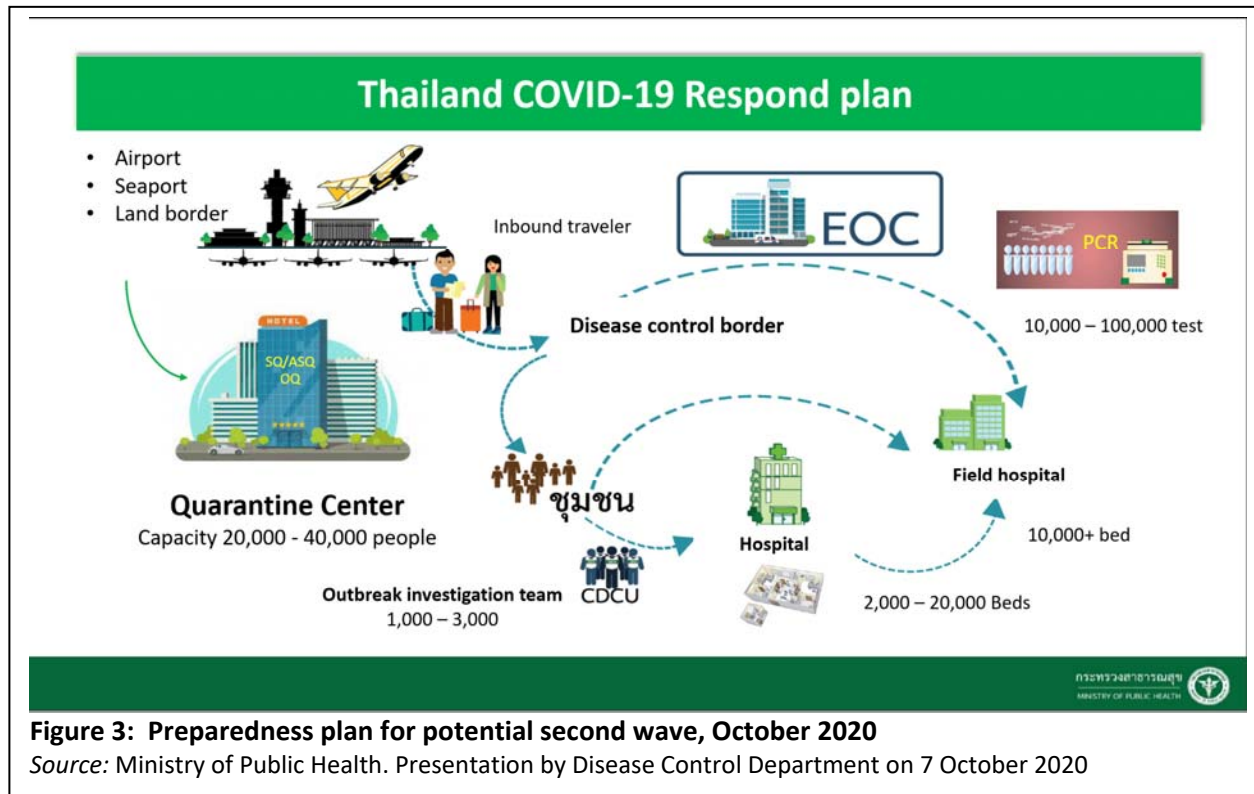 Thailand COVID-19 Respond plan
• Airport
• Seaport
• Land border
Inbound traveler
EOC
PCR
10,000 – 100,000 test
Disease control border
HOTEL
SQ/ASQ
OQ
Quarantine Center
Capacity 20,000 - 40,000 people
ชุมชน
Outbreak investigation team
1,000 – 3,000
CDCU
Hospital
2,000 – 20,000 Beds
Field hospital
10,000+ bed
กระทรวงสาธารณสุข
MINISTRY OF PUBLIC HEALTH
Figure 3: Preparedness plan for potential second wave, October 2020
Source: Ministry of Public Health. Presentation by Disease Control Department on 7 October 2020